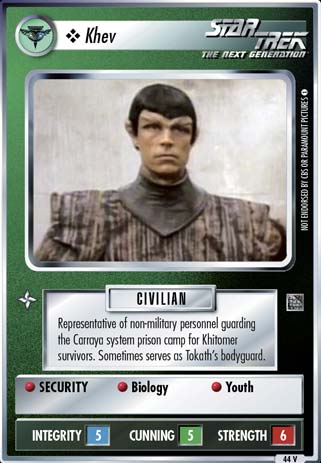 ❖ Khev
STAR TREK
THE NEXT GENERATION
NOT ENDORSED BY CBS OR PARAMOUNT PICTURES
CIVILIAN
Representative of non-military personnel guarding
the Carraya system prison camp for Khitomer
survivors. Sometimes serves as Tokath's bodyguard.
SECURITY Biology Youth
INTEGRITY 5 CUNNING 5 STRENGTH 6
44 V